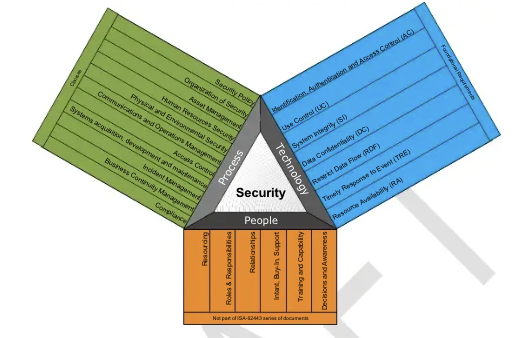 Security Policy
Organization of Security
Asset Management
Human Resources Security
Physical and Environmental Security
Communications and Operations Management
Access Control
Systems acquisition, development and maintenance
Incident Management
Business Continuity Management
Compliance
Identification, Authentication and Access Control (AC)
Use Control (UC)
System Integrity (SI)
Data Confidentiality (DC)
Restrict Data Flow (RDF)
Timely Response to Event (TRE)
Resource Availability (RA)
Foundational Requirements
Process
Technology
Security
People
Resourcing
Roles & Responsibilities
Relationships
Intent, Buy-In, Support
Training and Capability
Decisions and Awareness
Not part of ISA-62443 series of documents